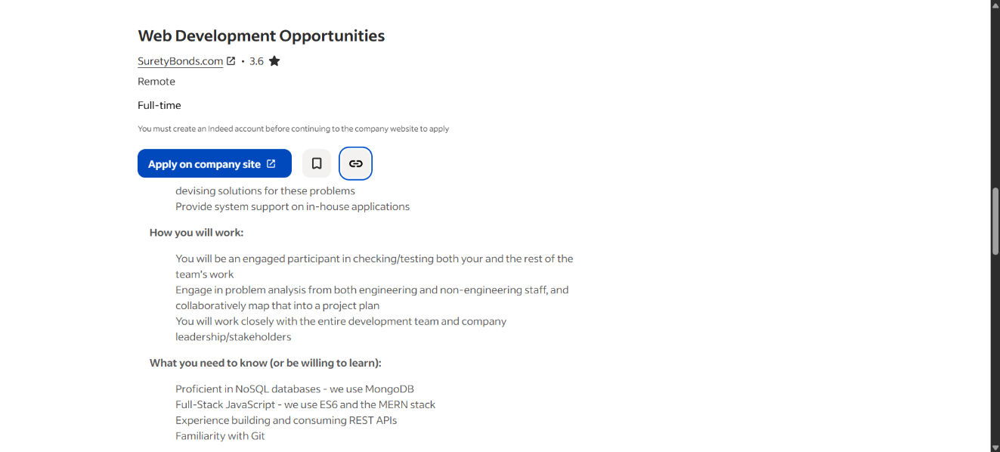 Web Development Opportunities
SuretyBonds.com • 3.6
Remote
Full-time
You must create an Indeed account before continuing to the company website to apply
Apply on company site
devising solutions for these problems
Provide system support on in-house applications
How you will work:
You will be an engaged participant in checking/testing both your and the rest of the
team's work
Engage in problem analysis from both engineering and non-engineering staff, and
collaboratively map that into a project plan
You will work closely with the entire development team and company
leadership/stakeholders
What you need to know (or be willing to learn):
Proficient in NoSQL databases - we use MongoDB
Full-Stack JavaScript - we use ES6 and the MERN stack
Experience building and consuming REST APIs
Familiarity with Git